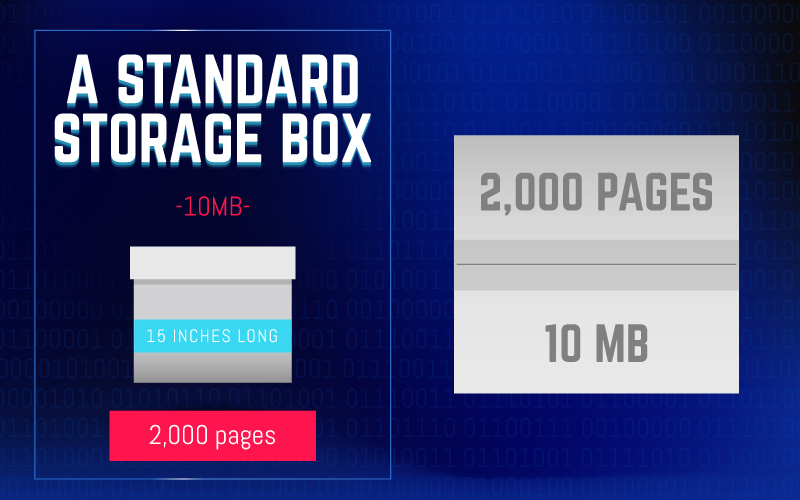 A STANDARD
STORAGE BOX
-10MB-
15 INCHES LONG
2,000 pages
2,000 PAGES
10 MB